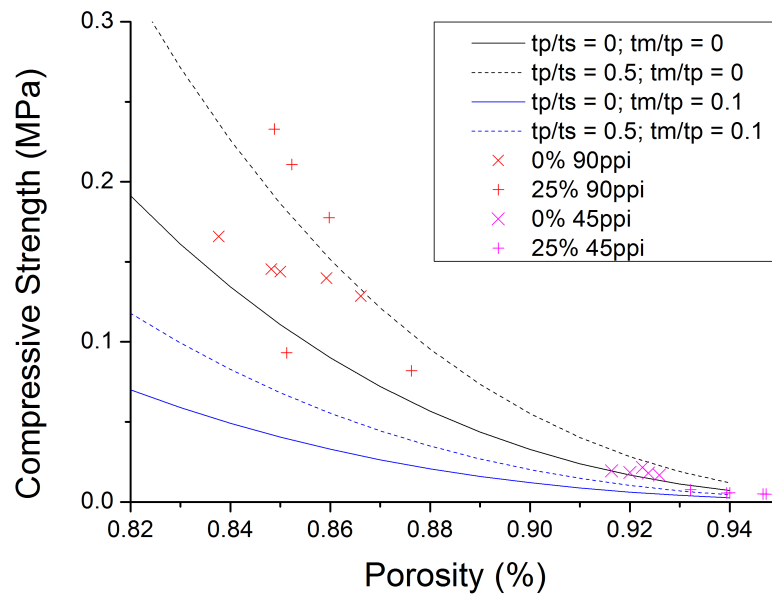 0.3
0.2
0.1
0.0
0.82
0.84
0.86
0.88
0.90
0.92
0.94
Compressive Strength (MPa)
Porosity (%)
tp/ts = 0; tm/tp = 0
tp/ts = 0.5; tm/tp = 0
tp/ts = 0; tm/tp = 0.1
tp/ts = 0.5; tm/tp = 0.1
0% 90ppi
25% 90ppi
0% 45ppi
25% 45ppi